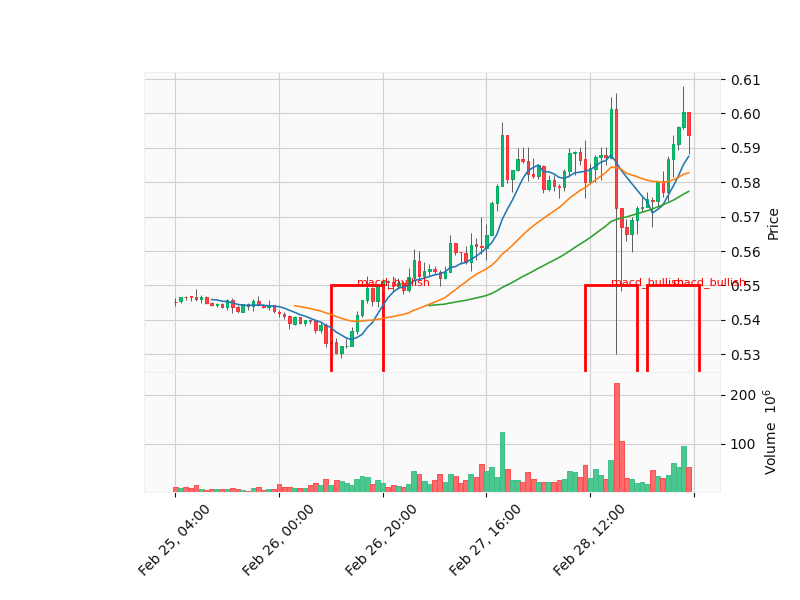 0.61
0.60
0.59
0.58
0.57
0.56
0.55
0.54
0.53
Price
macd_bullish
macd_bullish
macd_bullish
200
100
Volume 10^6
Feb 25, 04:00
Feb 26, 00:00
Feb 26, 20:00
Feb 27, 16:00
Feb 28, 12:00